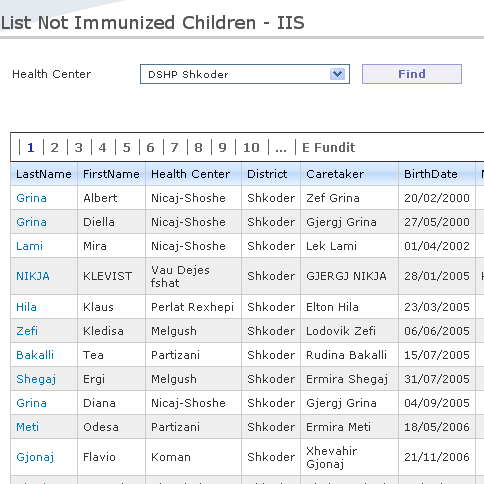 List Not Immunized Children - IIS
Health Center DSHP Shkoder Find
1 2 3 4 5 6 7 8 9 10 ... E Fundit
LastName FirstName Health Center District Caretaker BirthDate
Grina Albert Nicaj-Shoshe Shkoder Zef Grina 20/02/2000
Grina Diella Nicaj-Shoshe Shkoder Gjergj Grina 27/05/2000
Lami Mira Nicaj-Shoshe Shkoder Lek Lami 01/04/2002
NIKJA KLEVIST Vau Dejes fshat Shkoder GJERGJ NIKJA 28/01/2005
Hila Klaus Perlat Rexhepi Shkoder Elton Hila 23/03/2005
Zefi Kledisa Melgush Shkoder Lodovik Zefi 06/06/2005
Bakalli Tea Partizani Shkoder Rudina Bakalli 15/07/2005
Shegaj Ergi Melgush Shkoder Ermira Shegaj 31/07/2005
Grina Diana Nicaj-Shoshe Shkoder Gjergj Grina 04/09/2005
Meti Odesa Partizani Shkoder Ermira Meti 18/05/2006
Gjonaj Flavio Koman Shkoder Xhevahir Gjonaj 21/11/2006